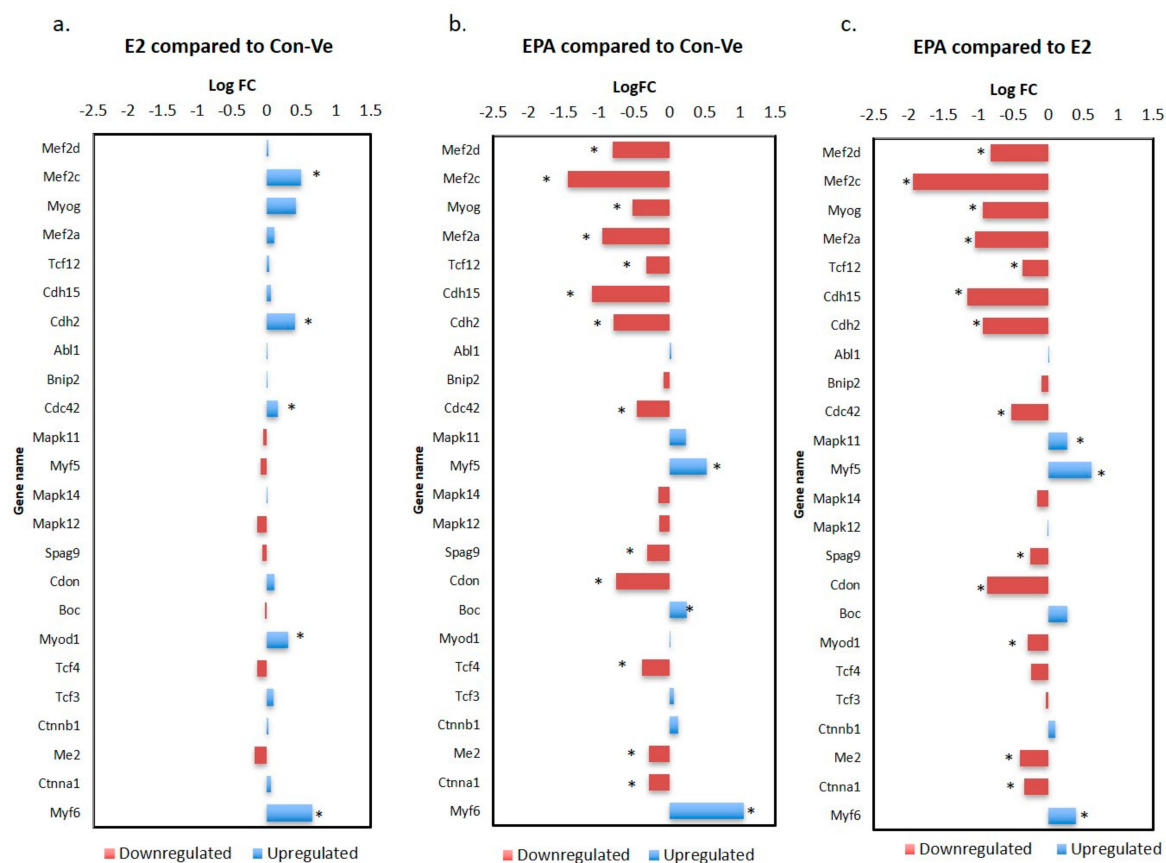 a.
E2 compared to Con-Ve
Log FC
-2.5 -2 -1.5 -1 -0.5 0 0.5 1 1.5
Gene name
Mef2d
Mef2c *
Myog
Mef2a
Tcf12
Cdh15
Cdh2 *
Abl1
Bnip2
Cdc42 *
Mapk11
Myf5
Mapk14
Mapk12
Spag9
Cdon
Boc
Myod1 *
Tcf4
Tcf3
Ctnnb1
Me2
Ctnna1
Myf6 *
Downregulated Upregulated
b.
EPA compared to Con-Ve
LogFC
-2.5 -2 -1.5 -1 -0.5 0 0.5 1 1.5
Gene name
Mef2d *
Mef2c *
Myog *
Mef2a *
Tcf12 *
Cdh15 *
Cdh2 *
Abl1
Bnip2
Cdc42 *
Mapk11
Myf5 *
Mapk14
Mapk12
Spag9 *
Cdon *
Boc *
Myod1
Tcf4 *
Tcf3
Ctnnb1
Me2 *
Ctnna1 *
Myf6 *
Downregulated Upregulated
c.
EPA compared to E2
Log FC
-2.5 -2 -1.5 -1 -0.5 0 0.5 1 1.5
Gene name
Mef2d *
Mef2c *
Myog *
Mef2a *
Tcf12 *
Cdh15 *
Cdh2 *
Abl1
Bnip2
Cdc42 *
Mapk11 *
Myf5 *
Mapk14
Mapk12
Spag9 *
Cdon *
Boc
Myod1 *
Tcf4
Tcf3
Ctnnb1
Me2 *
Ctnna1 *
Myf6 *
Downregulated Upregulated